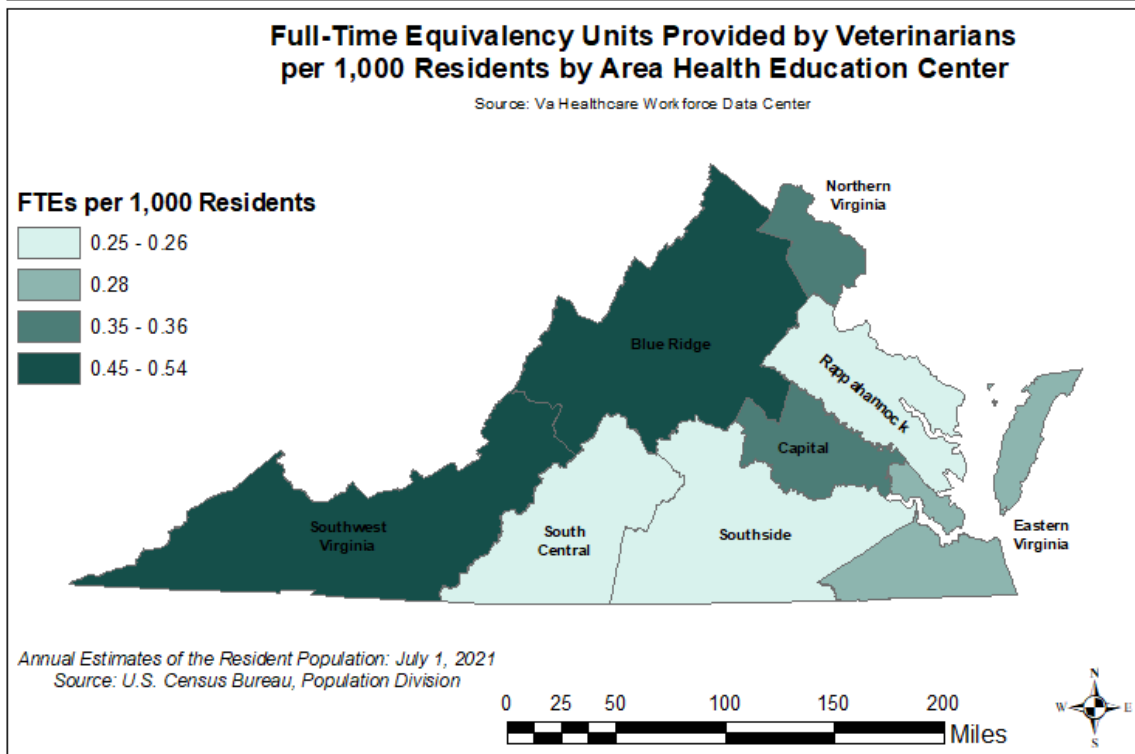 Full-Time Equivalency Units Provided by Veterinarians
per 1,000 Residents by Area Health Education Center
Source: Va Healthcare Workforce Data Center
FTEs per 1,000 Residents
0.25 - 0.26
0.28
0.35 - 0.36
0.45 - 0.54
Northern
Virginia
Blue Ridge
Rappahannock
Capital
Southwest
Virginia
South
Central
Southside
Eastern
Virginia
Annual Estimates of the Resident Population: July 1, 2021
Source: U.S. Census Bureau, Population Division
0 25 50 100 150 200
Miles
N
W E
S